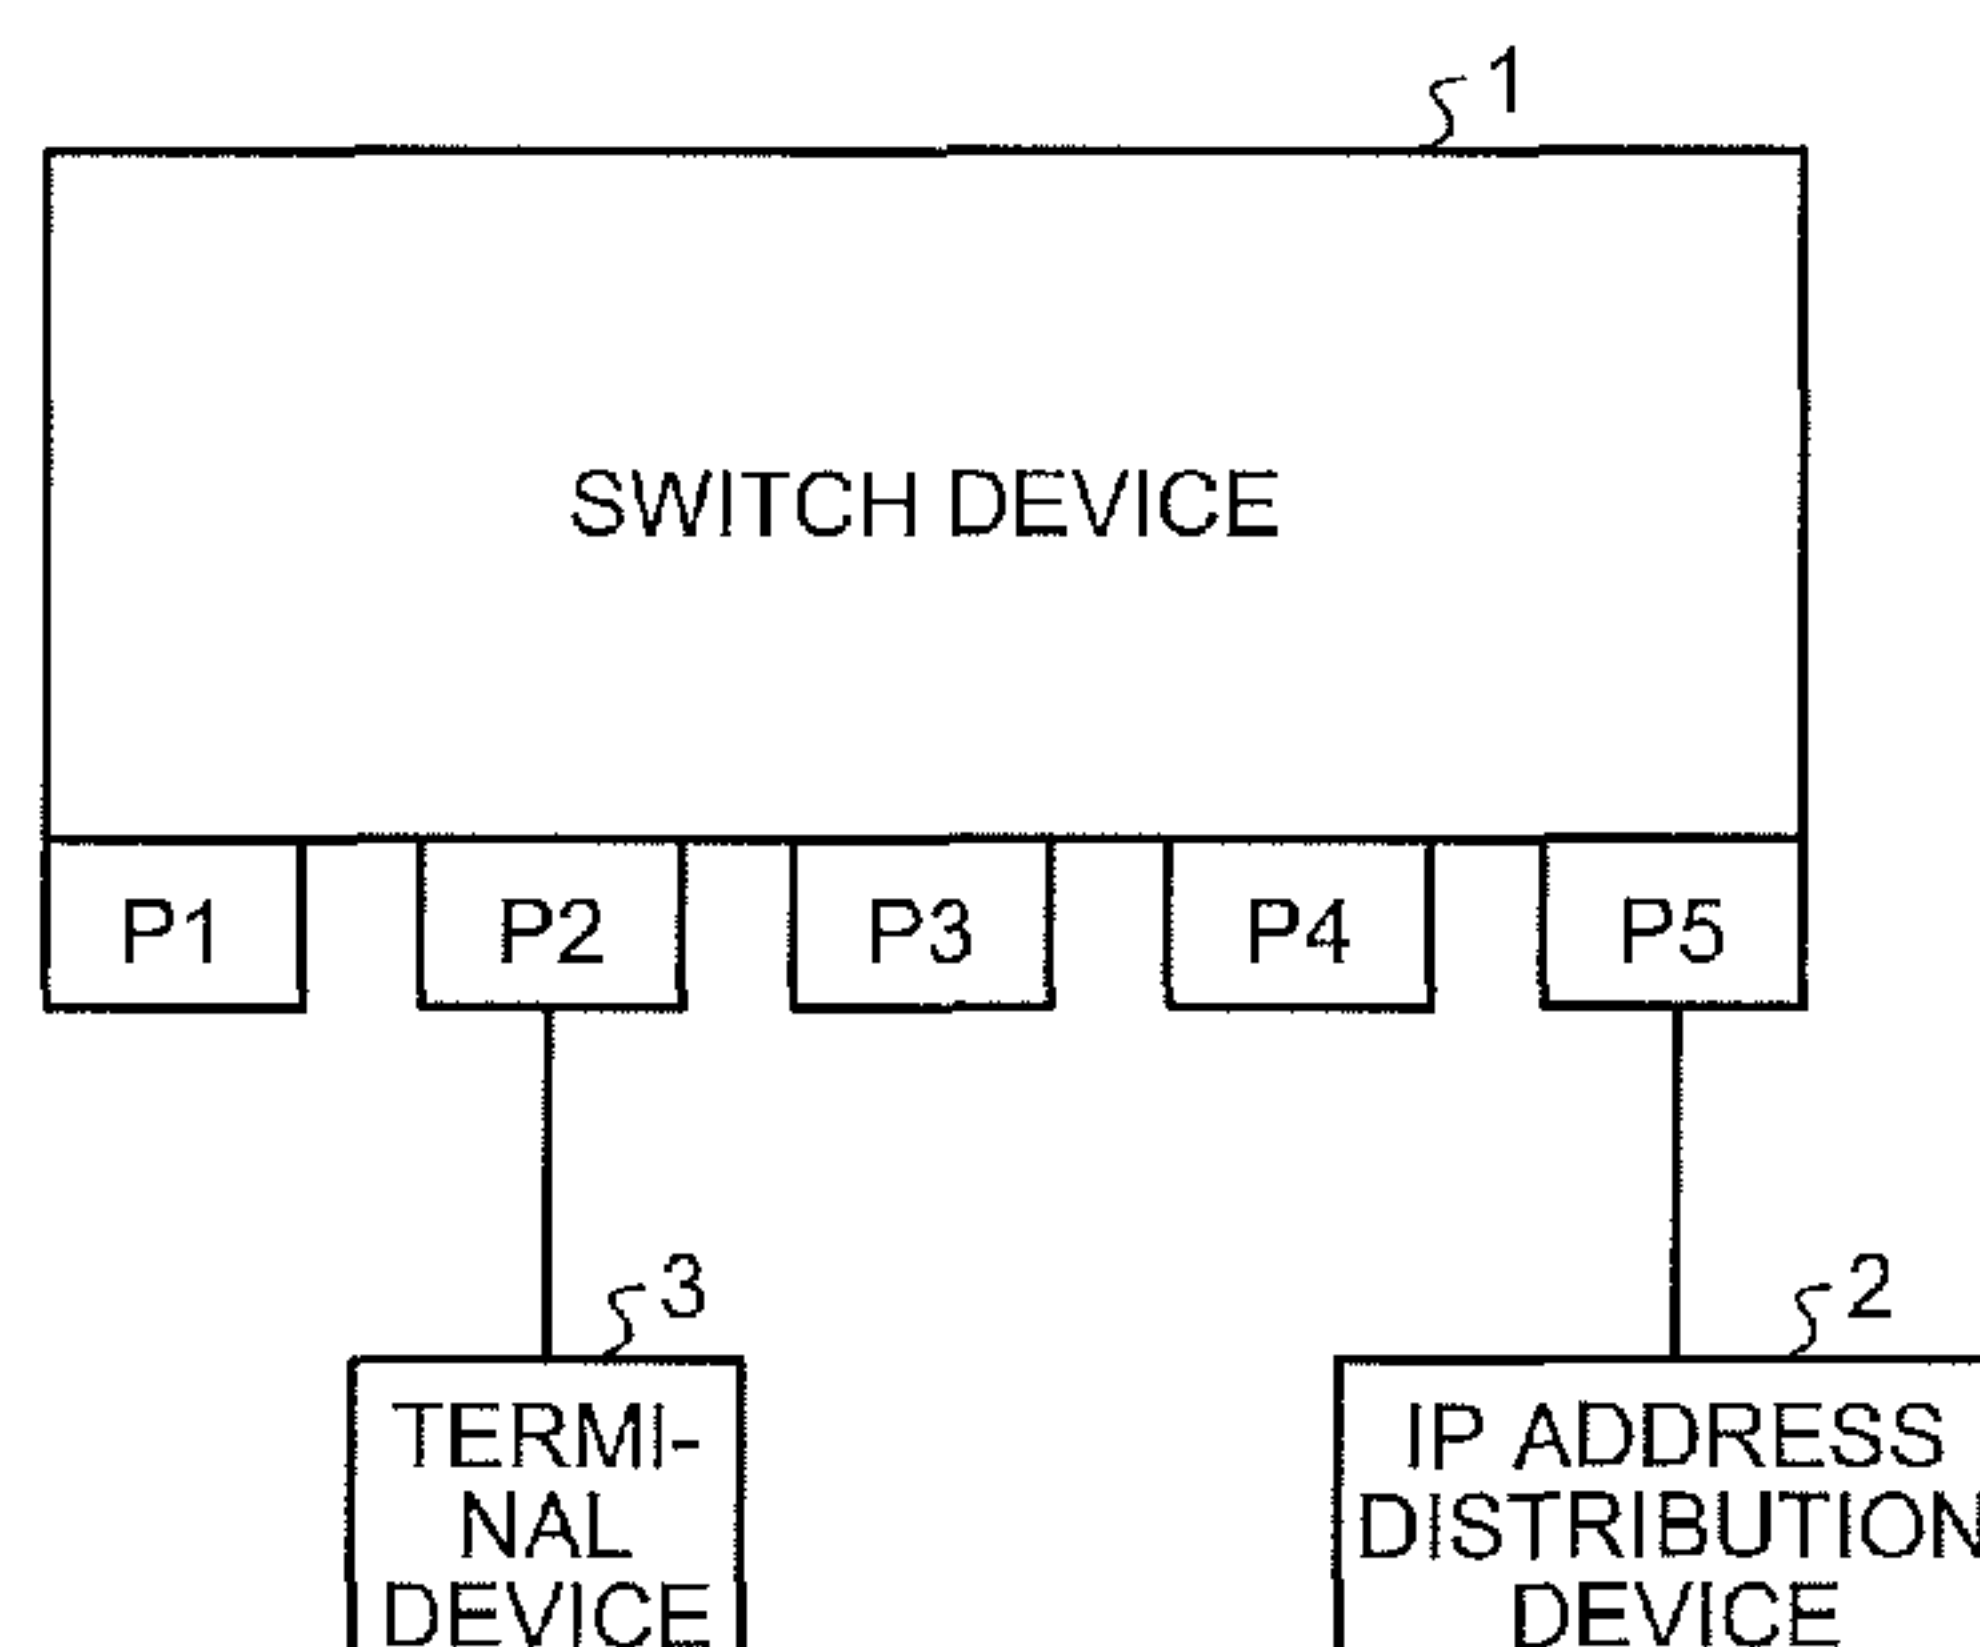 1
SWITCH DEVICE
P1 P2 P3 P4 P5
3
2
TERMI-
NAL
DEVICE
IP ADDRESS
DISTRIBUTION
DEVICE